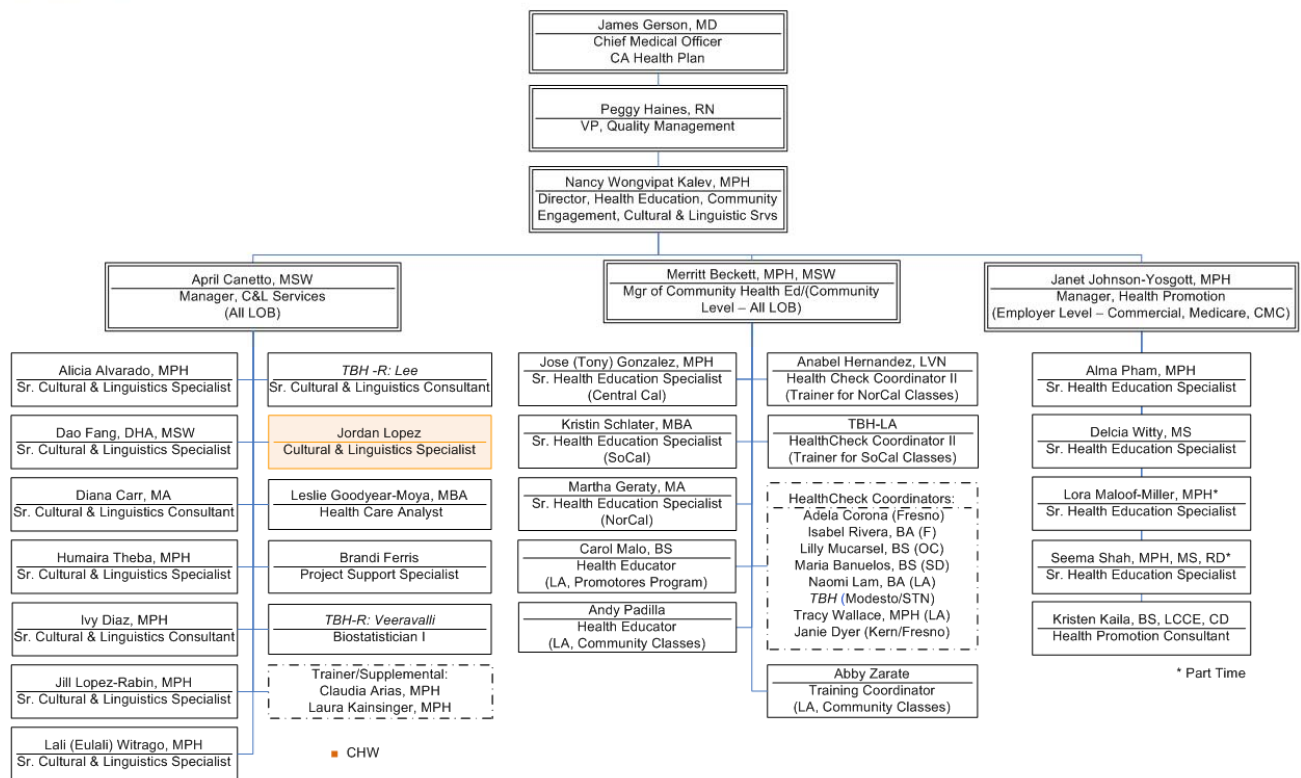 James Gerson, MD
Chief Medical Officer
CA Health Plan
Peggy Haines, RN
VP, Quality Management
Nancy Wongvipat Kalev, MPH
Director, Health Education, Community
Engagement, Cultural & Linguistic Srvs
April Canetto, MSW
Manager, C&L Services
(All LOB)
Alicia Alvarado, MPH
Sr. Cultural & Linguistics Specialist
Dao Fang, DHA, MSW
Sr. Cultural & Linguistics Specialist
Diana Carr, MA
Sr. Cultural & Linguistics Consultant
Humaira Theba, MPH
Sr. Cultural & Linguistics Specialist
Ivy Diaz, MPH
Sr. Cultural & Linguistics Consultant
Jill Lopez-Rabin, MPH
Sr. Cultural & Linguistics Specialist
Lali (Eulali) Witrago, MPH
Sr. Cultural & Linguistics Specialist
TBH -R: Lee
Sr. Cultural & Linguistics Consultant
Jordan Lopez
Cultural & Linguistics Specialist
Leslie Goodyear-Moya, MBA
Health Care Analyst
Brandi Ferris
Project Support Specialist
TBH-R: Veeravalli
Biostatistician I
Trainer/Supplemental:
Claudia Arias, MPH
Laura Kainsinger, MPH
CHW
Merritt Beckett, MPH, MSW
Mgr of Community Health Ed/(Community
Level – All LOB)
Jose (Tony) Gonzalez, MPH
Sr. Health Education Specialist
(Central Cal)
Kristin Schlater, MBA
Sr. Health Education Specialist
(SoCal)
Martha Geraty, MA
Sr. Health Education Specialist
(NorCal)
Carol Malo, BS
Health Educator
(LA, Promotores Program)
Andy Padilla
Health Educator
(LA, Community Classes)
Anabel Hernandez, LVN
Health Check Coordinator II
(Trainer for NorCal Classes)
TBH-LA
HealthCheck Coordinator II
(Trainer for SoCal Classes)
HealthCheck Coordinators:
Adela Corona (Fresno)
Isabel Rivera, BA (F)
Lilly Mucarsel, BS (OC)
Maria Banuelos, BS (SD)
Naomi Lam, BA (LA)
TBH (Modesto/STN)
Tracy Wallace, MPH (LA)
Janie Dyer (Kern/Fresno)
Abby Zarate
Training Coordinator
(LA, Community Classes)
Janet Johnson-Yosgott, MPH
Manager, Health Promotion
(Employer Level – Commercial, Medicare, CMC)
Alma Pham, MPH
Sr. Health Education Specialist
Delcia Witty, MS
Sr. Health Education Specialist
Lora Maloof-Miller, MPH*
Sr. Health Education Specialist
Seema Shah, MPH, MS, RD*
Sr. Health Education Specialist
Kristen Kaila, BS, LCCE, CD
Health Promotion Consultant
* Part Time